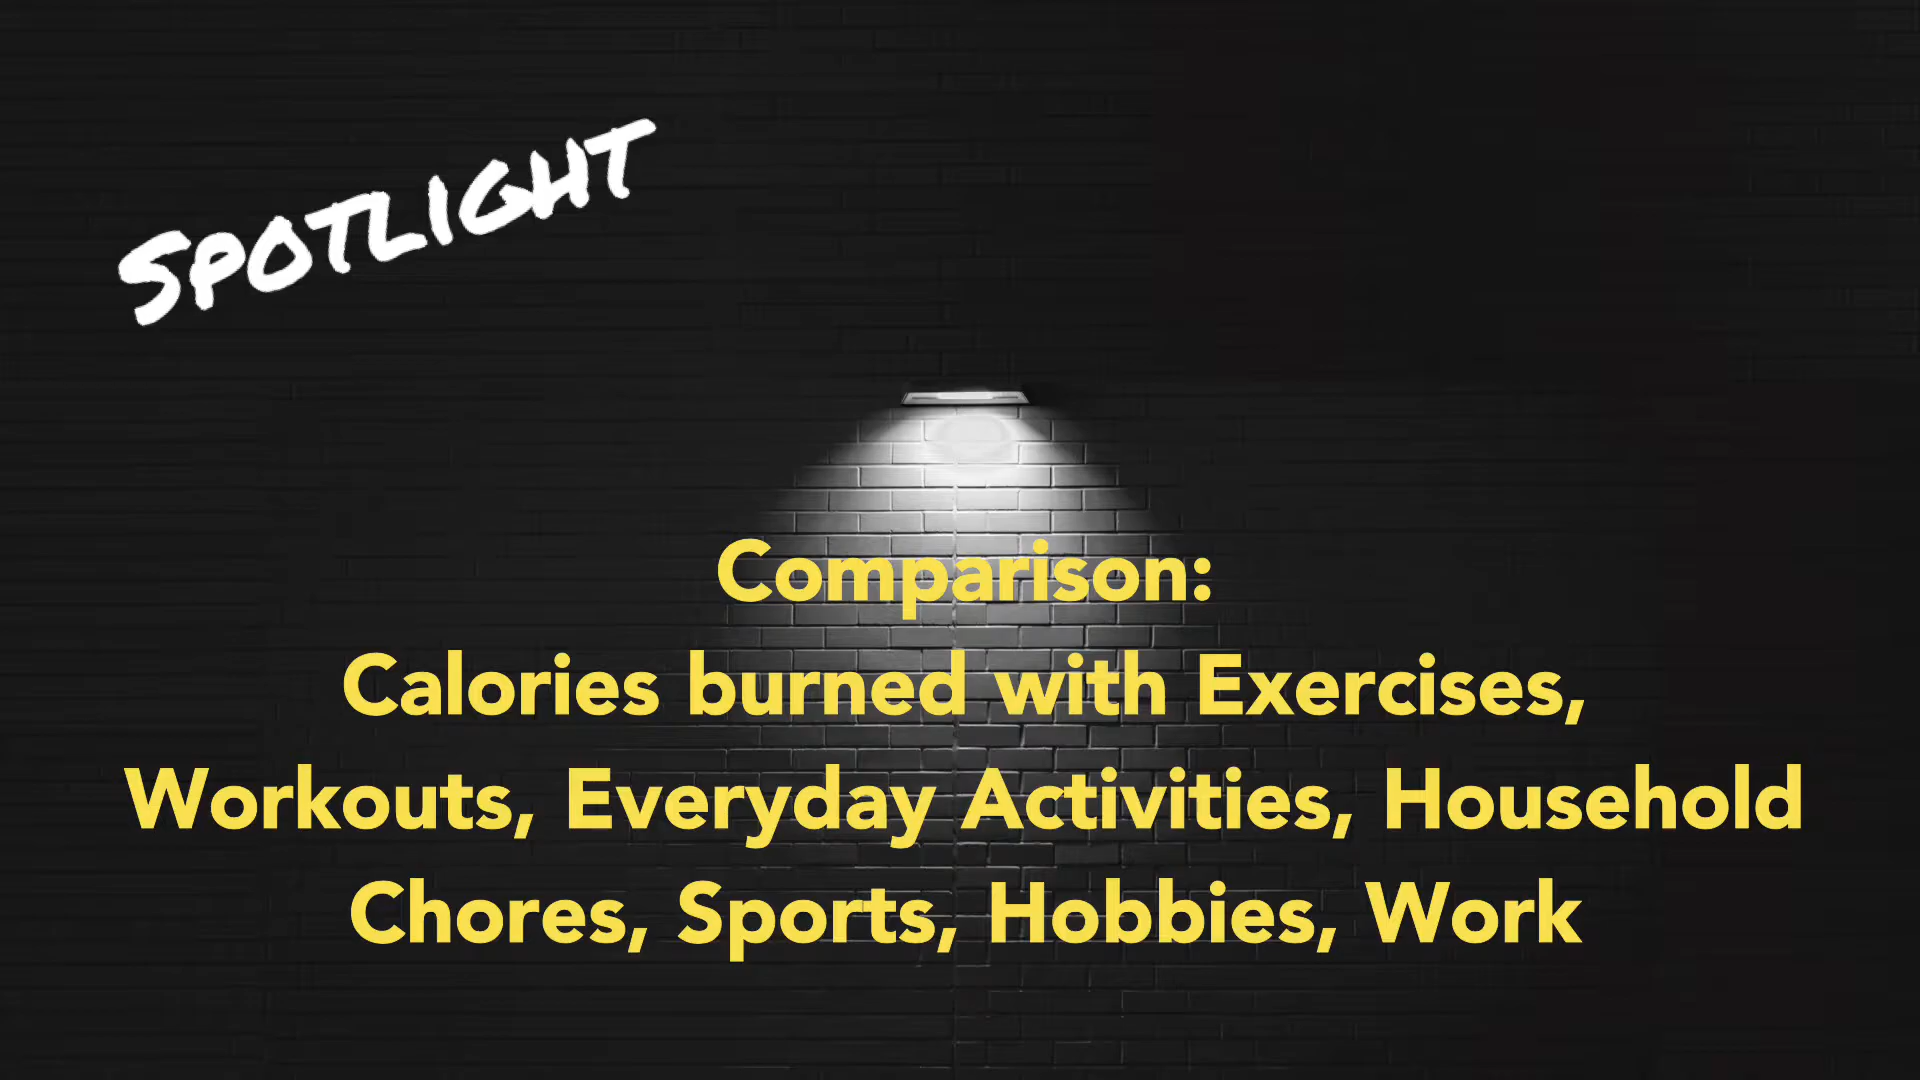 SPOTLIGHT
Comparison:
Calories burned with Exercises,
Workouts, Everyday Activities, Household
Chores, Sports, Hobbies, Work